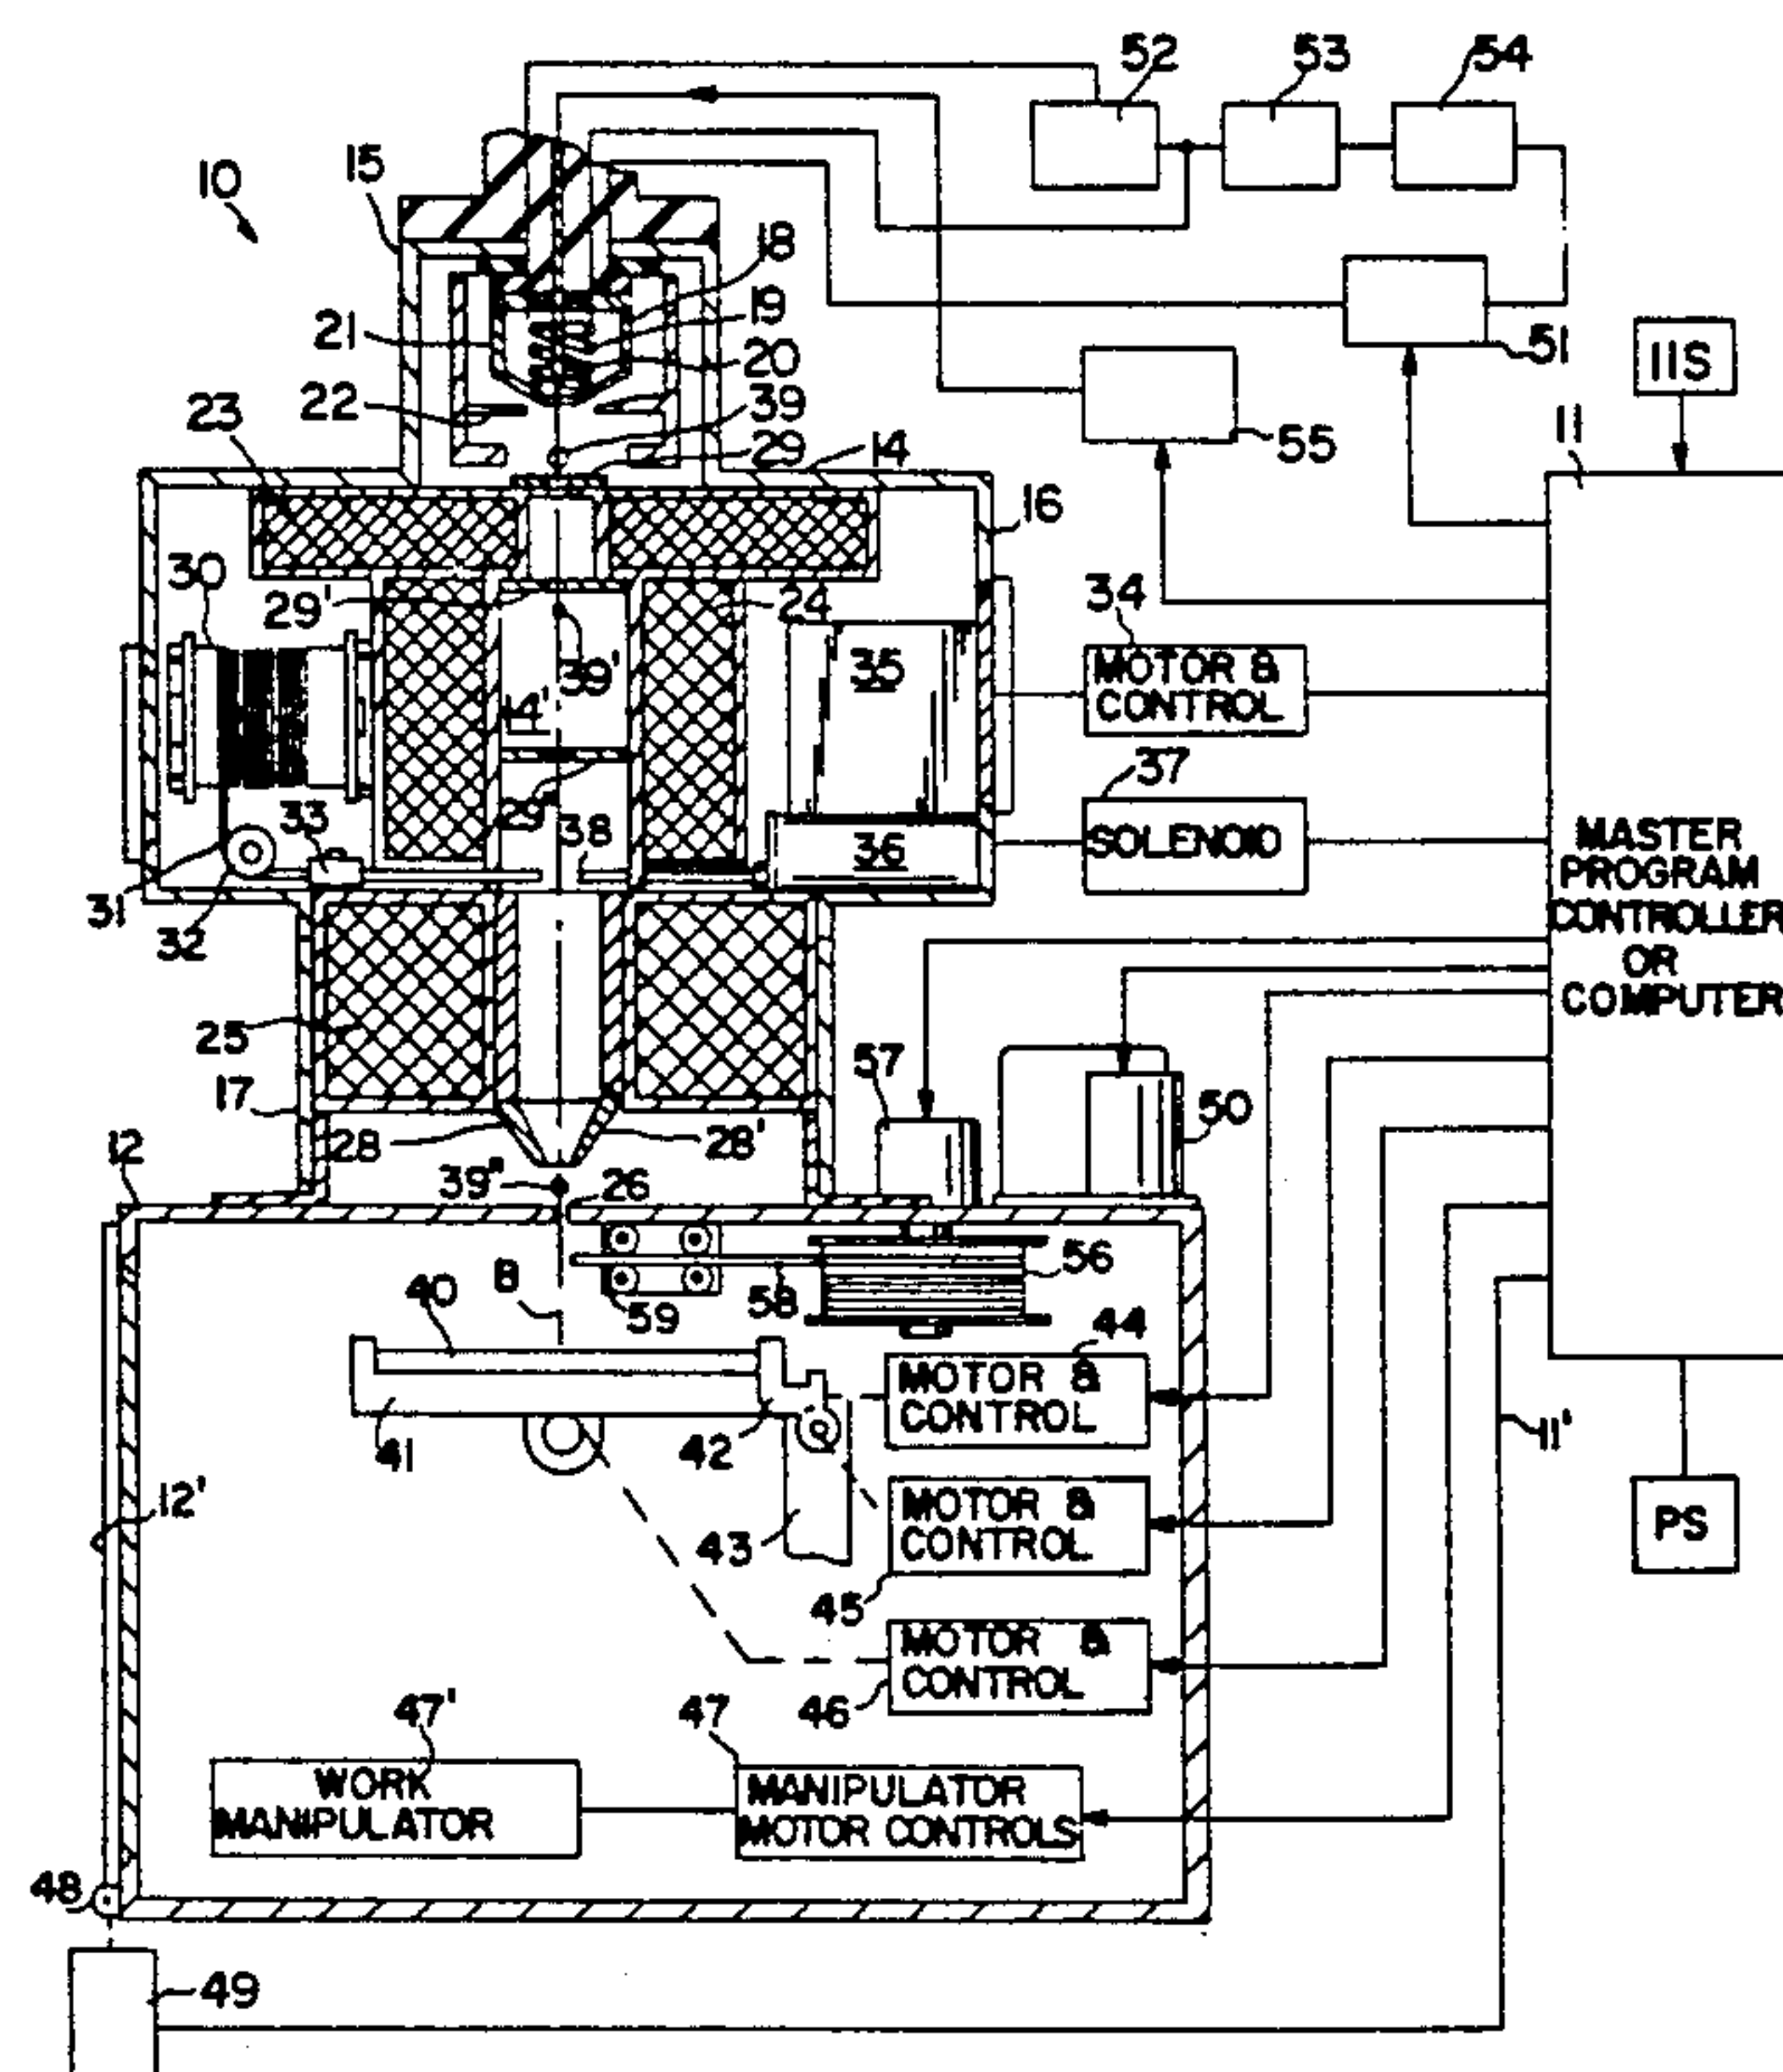 52
53
54
10
15
18
19
21
20
22
39
23
29
14
51
11S
11
55
16
30
29'
24
34
39'
35
MOTOR &
CONTROL
14'
37
33
29"
38
SOLENOID
36
31
32
MASTER
PROGRAM
CONTROLLER
OR
COMPUTER
25
57
17
50
12
28
28'
39"
26
B
56
40
59
58
44
MOTOR &
CONTROL
41
42
11'
12'
MOTOR &
CONTROL
PS
43
45
MOTOR &
CONTROL
46
47'
47
WORK
MANIPULATOR
MANIPULATOR
MOTOR CONTROLS
48
49